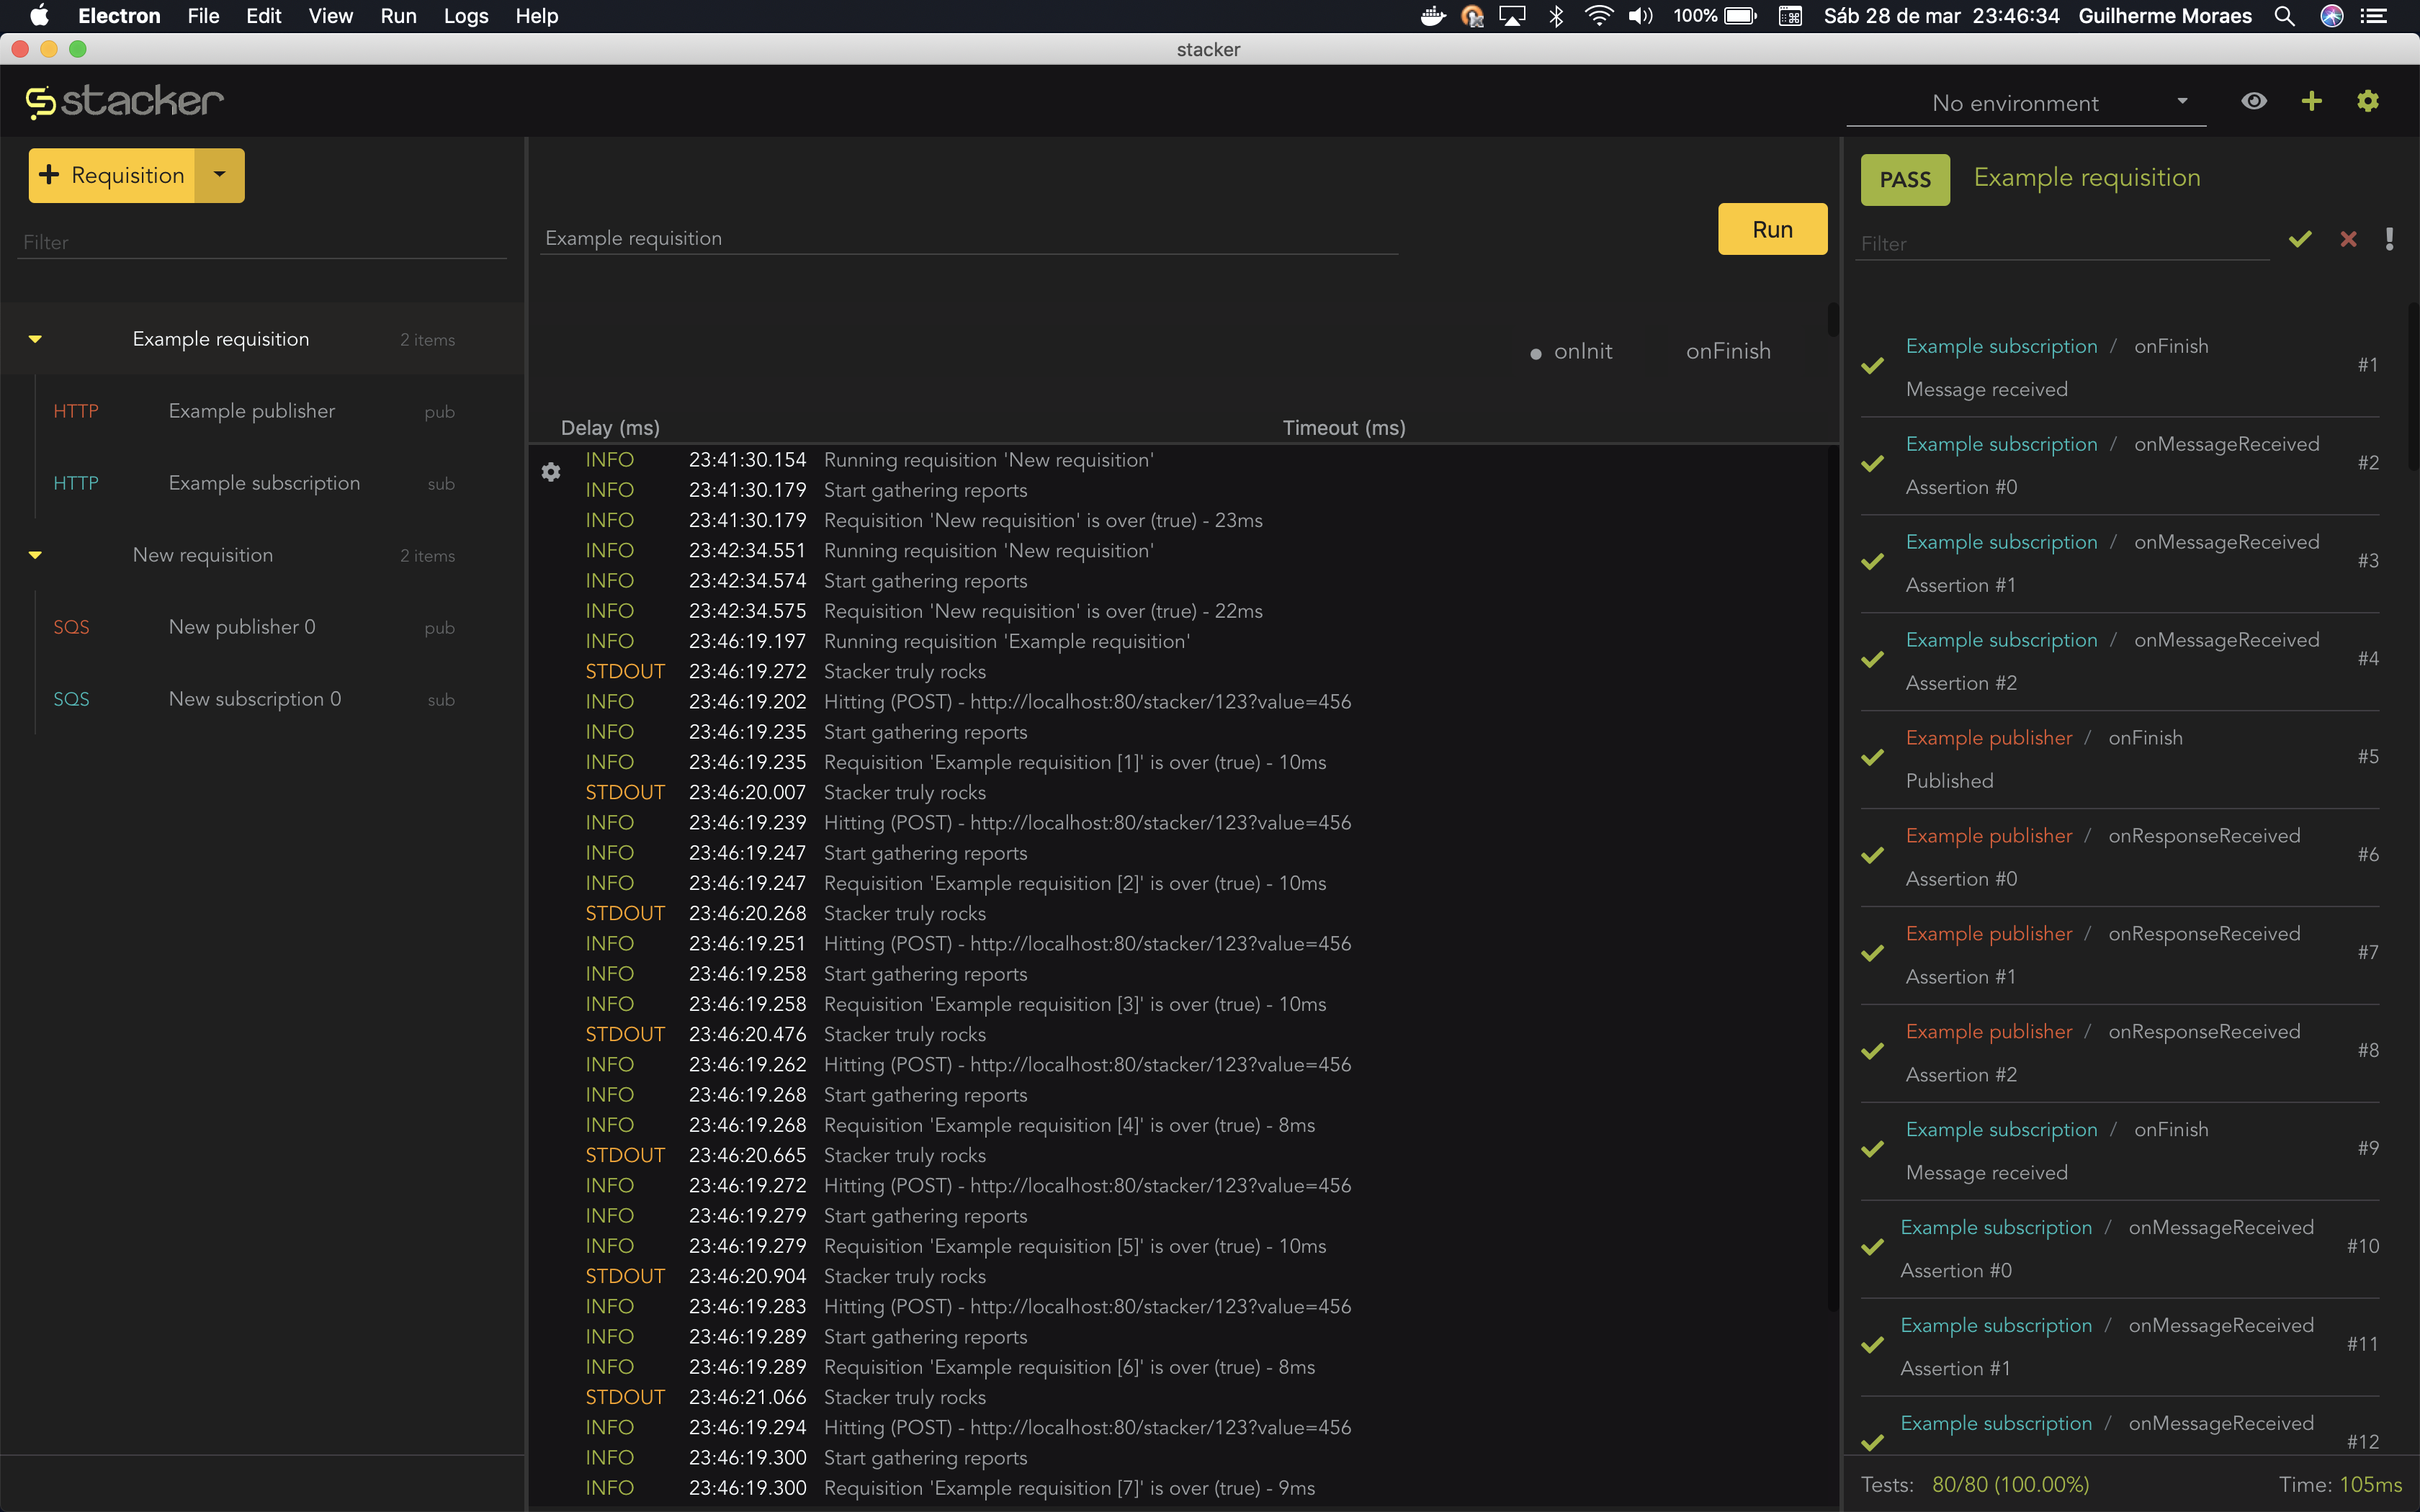 Electron File Edit View Run Logs Help 100% Sáb 28 de mar 23:46:34 Guilherme Moraes
stacker
stacker
No environment
+ Requisition
Filter
Example requisition 2 items
HTTP Example publisher pub
HTTP Example subscription sub
New requisition 2 items
SQS New publisher 0 pub
SQS New subscription 0 sub
Example requisition
Run
onInit onFinish
Delay (ms) Timeout (ms)
INFO 23:41:30.154 Running requisition 'New requisition'
INFO 23:41:30.179 Start gathering reports
INFO 23:41:30.179 Requisition 'New requisition' is over (true) - 23ms
INFO 23:42:34.551 Running requisition 'New requisition'
INFO 23:42:34.574 Start gathering reports
INFO 23:42:34.575 Requisition 'New requisition' is over (true) - 22ms
INFO 23:46:19.197 Running requisition 'Example requisition'
STDOUT 23:46:19.272 Stacker truly rocks
INFO 23:46:19.202 Hitting (POST) - http://localhost:80/stacker/123?value=456
INFO 23:46:19.235 Start gathering reports
INFO 23:46:19.235 Requisition 'Example requisition [1]' is over (true) - 10ms
STDOUT 23:46:20.007 Stacker truly rocks
INFO 23:46:19.239 Hitting (POST) - http://localhost:80/stacker/123?value=456
INFO 23:46:19.247 Start gathering reports
INFO 23:46:19.247 Requisition 'Example requisition [2]' is over (true) - 10ms
STDOUT 23:46:20.268 Stacker truly rocks
INFO 23:46:19.251 Hitting (POST) - http://localhost:80/stacker/123?value=456
INFO 23:46:19.258 Start gathering reports
INFO 23:46:19.258 Requisition 'Example requisition [3]' is over (true) - 10ms
STDOUT 23:46:20.476 Stacker truly rocks
INFO 23:46:19.262 Hitting (POST) - http://localhost:80/stacker/123?value=456
INFO 23:46:19.268 Start gathering reports
INFO 23:46:19.268 Requisition 'Example requisition [4]' is over (true) - 8ms
STDOUT 23:46:20.665 Stacker truly rocks
INFO 23:46:19.272 Hitting (POST) - http://localhost:80/stacker/123?value=456
INFO 23:46:19.279 Start gathering reports
INFO 23:46:19.279 Requisition 'Example requisition [5]' is over (true) - 10ms
STDOUT 23:46:20.904 Stacker truly rocks
INFO 23:46:19.283 Hitting (POST) - http://localhost:80/stacker/123?value=456
INFO 23:46:19.289 Start gathering reports
INFO 23:46:19.289 Requisition 'Example requisition [6]' is over (true) - 8ms
STDOUT 23:46:21.066 Stacker truly rocks
INFO 23:46:19.294 Hitting (POST) - http://localhost:80/stacker/123?value=456
INFO 23:46:19.300 Start gathering reports
INFO 23:46:19.300 Requisition 'Example requisition [7]' is over (true) - 9ms
PASS Example requisition
Filter
Example subscription / onFinish
#1
Message received
Example subscription / onMessageReceived
#2
Assertion #0
Example subscription / onMessageReceived
#3
Assertion #1
Example subscription / onMessageReceived
#4
Assertion #2
Example publisher / onFinish
#5
Published
Example publisher / onResponseReceived
#6
Assertion #0
Example publisher / onResponseReceived
#7
Assertion #1
Example publisher / onResponseReceived
#8
Assertion #2
Example subscription / onFinish
#9
Message received
Example subscription / onMessageReceived
#10
Assertion #0
Example subscription / onMessageReceived
#11
Assertion #1
Example subscription / onMessageReceived
#12
Tests: 80/80 (100.00%) Time: 105ms